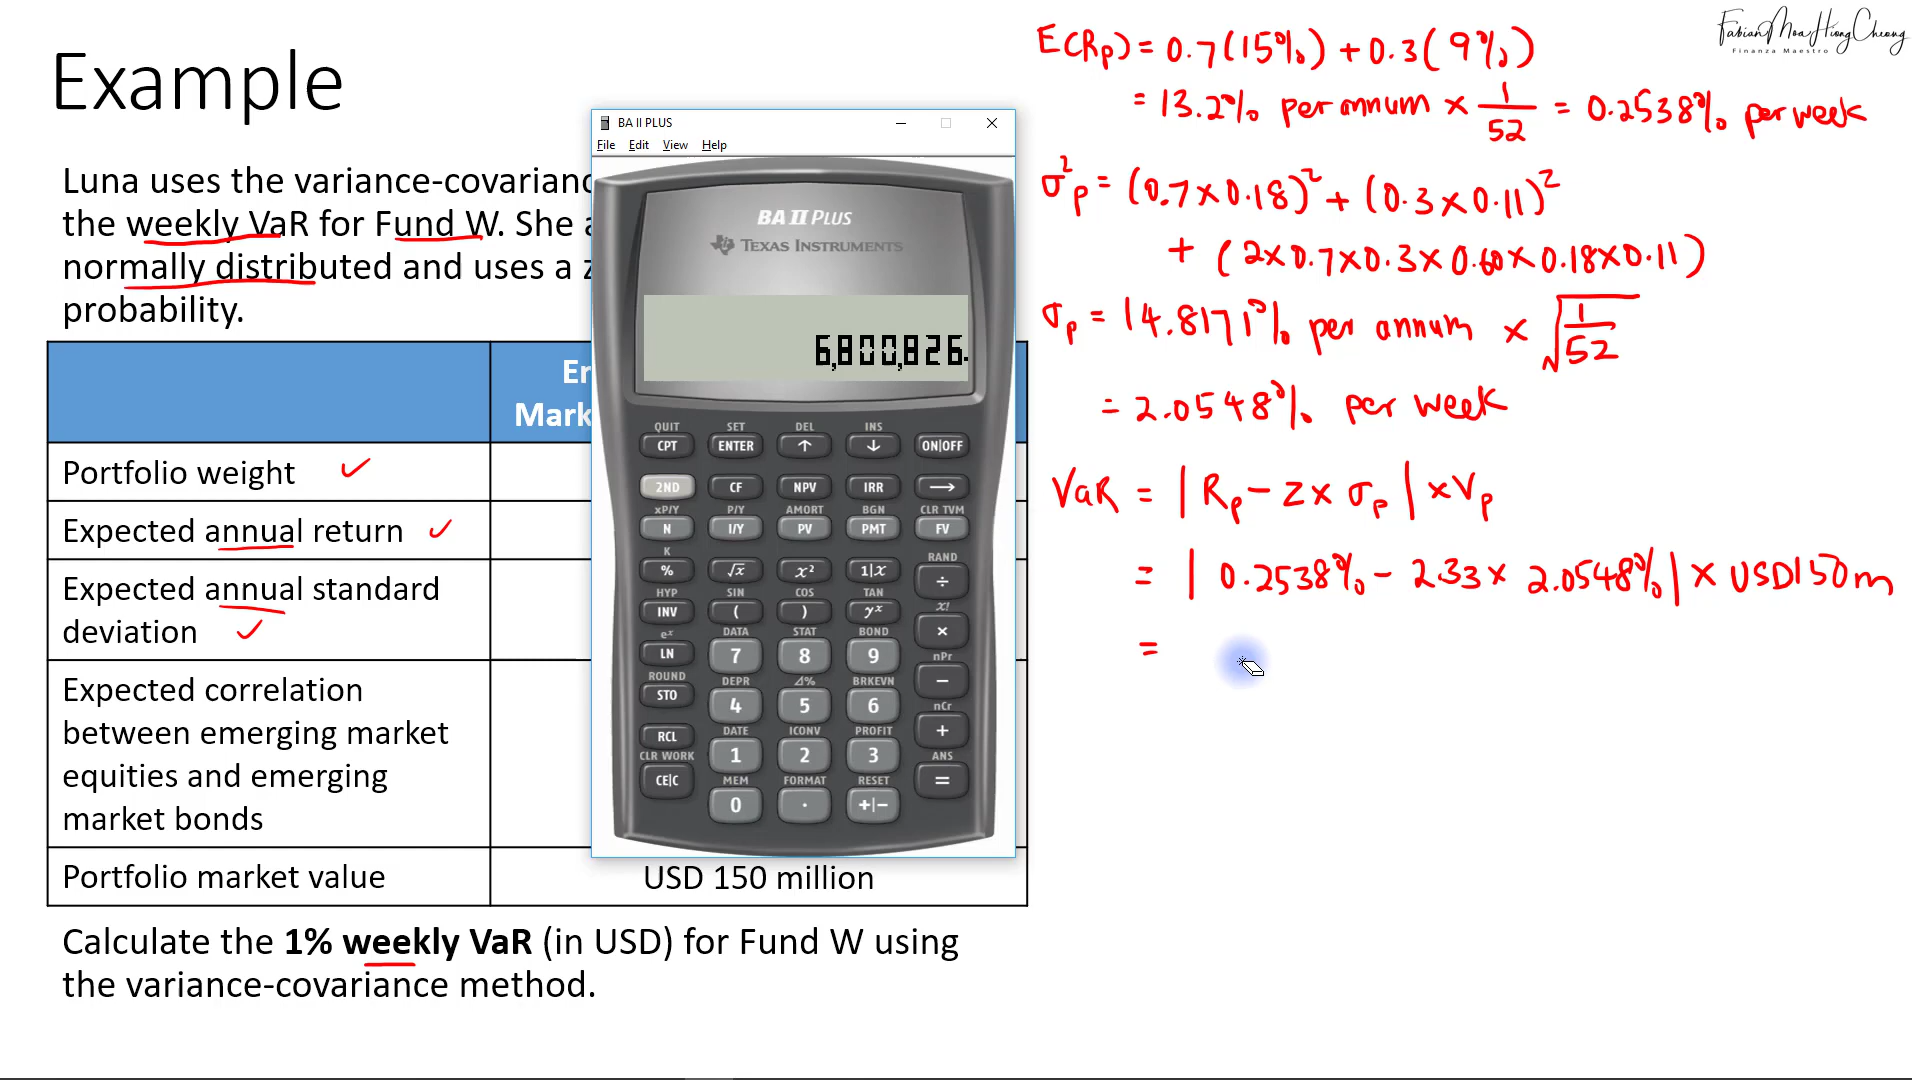 Example
Fabian Moa Hiong Cheong
Finanza Maestro
Luna uses the variance-covarianc
the weekly VaR for Fund W. She a
normally distributed and uses a z
probability.
Er
Mark
Portfolio weight
Expected annual return
Expected annual standard
deviation
Expected correlation
between emerging market
equities and emerging
market bonds
Portfolio market value
USD 150 million
Calculate the 1% weekly VaR (in USD) for Fund W using
the variance-covariance method.
BA II PLUS
File Edit View Help
BA II PLUS
TEXAS INSTRUMENTS
6,800,826.
QUIT SET DEL INS
CPT ENTER ↑ ↓ ON|OFF
2ND CF NPV IRR →
xP/Y P/Y AMORT BGN CLR TVM
N I/Y PV PMT FV
K RAND
% √x x² 1|x ÷
HYP SIN COS TAN x!
INV ( ) yˣ ×
eˣ DATA STAT BOND nPr
LN 7 8 9 −
ROUND DEPR Δ% BRKEVN nCr
STO 4 5 6 +
DATE ICONV PROFIT ANS
RCL 1 2 3 =
CLR WORK MEM FORMAT RESET
CE|C 0 . +|−
E(Rp) = 0.7(15%) + 0.3(9%)
= 13.2% per annum × 1/52 = 0.2538% per week
σ²p = (0.7×0.18)² + (0.3×0.11)²
+ (2×0.7×0.3×0.60×0.18×0.11)
σp = 14.8171% per annum × √1/52
= 2.0548% per week
VaR = |Rp − z× σp| ×Vp
= |0.2538% − 2.33× 2.0548%| × USD150m
=